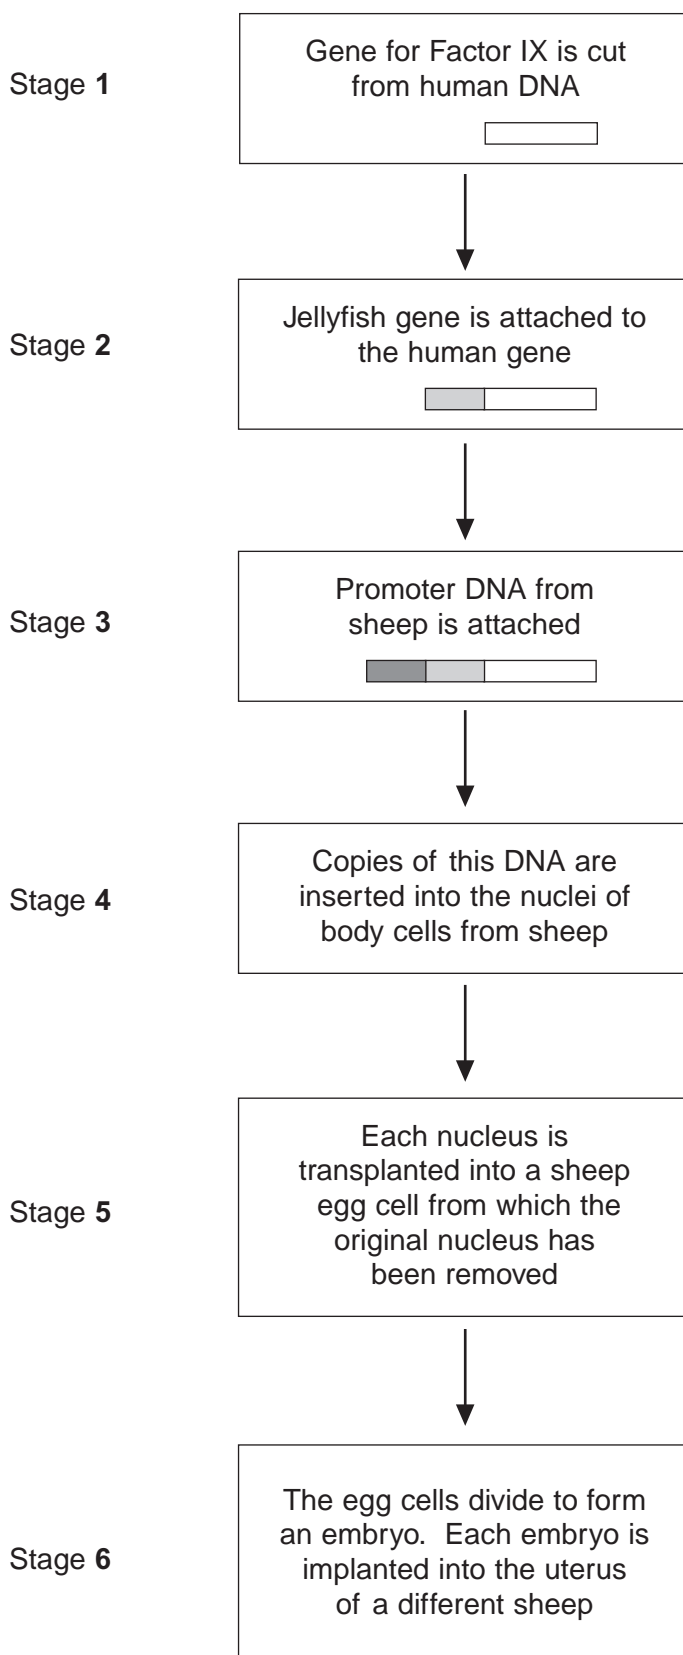 Stage 1
Gene for Factor IX is cut
from human DNA
Stage 2
Jellyfish gene is attached to
the human gene
Stage 3
Promoter DNA from
sheep is attached
Stage 4
Copies of this DNA are
inserted into the nuclei of
body cells from sheep
Stage 5
Each nucleus is
transplanted into a sheep
egg cell from which the
original nucleus has
been removed
Stage 6
The egg cells divide to form
an embryo.  Each embryo is
implanted into the uterus
of a different sheep